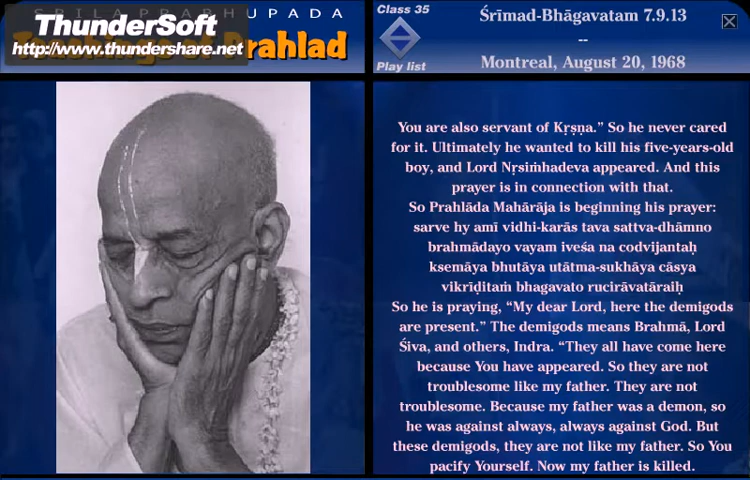 SRILA PRABHUPADA
ThunderSoft
http://www.thundershare.net
Teachings of Prahlad
Class 35
Play list
Śrīmad-Bhāgavatam 7.9.13
--
Montreal, August 20, 1968
You are also servant of Kṛṣṇa.” So he never cared
for it. Ultimately he wanted to kill his five-years-old
boy, and Lord Nṛsiṁhadeva appeared. And this
prayer is in connection with that.
So Prahlāda Mahārāja is beginning his prayer:
sarve hy amī vidhi-karās tava sattva-dhāmno
brahmādayo vayam iveśa na codvijantaḥ
ksemāya bhutāya utātma-sukhāya cāsya
vikrīḍitaṁ bhagavato rucirāvatāraiḥ
So he is praying, “My dear Lord, here the demigods
are present.” The demigods means Brahmā, Lord
Śiva, and others, Indra. “They all have come here
because You have appeared. So they are not
troublesome like my father. They are not
troublesome. Because my father was a demon, so
he was against always, always against God. But
these demigods, they are not like my father. So You
pacify Yourself. Now my father is killed.